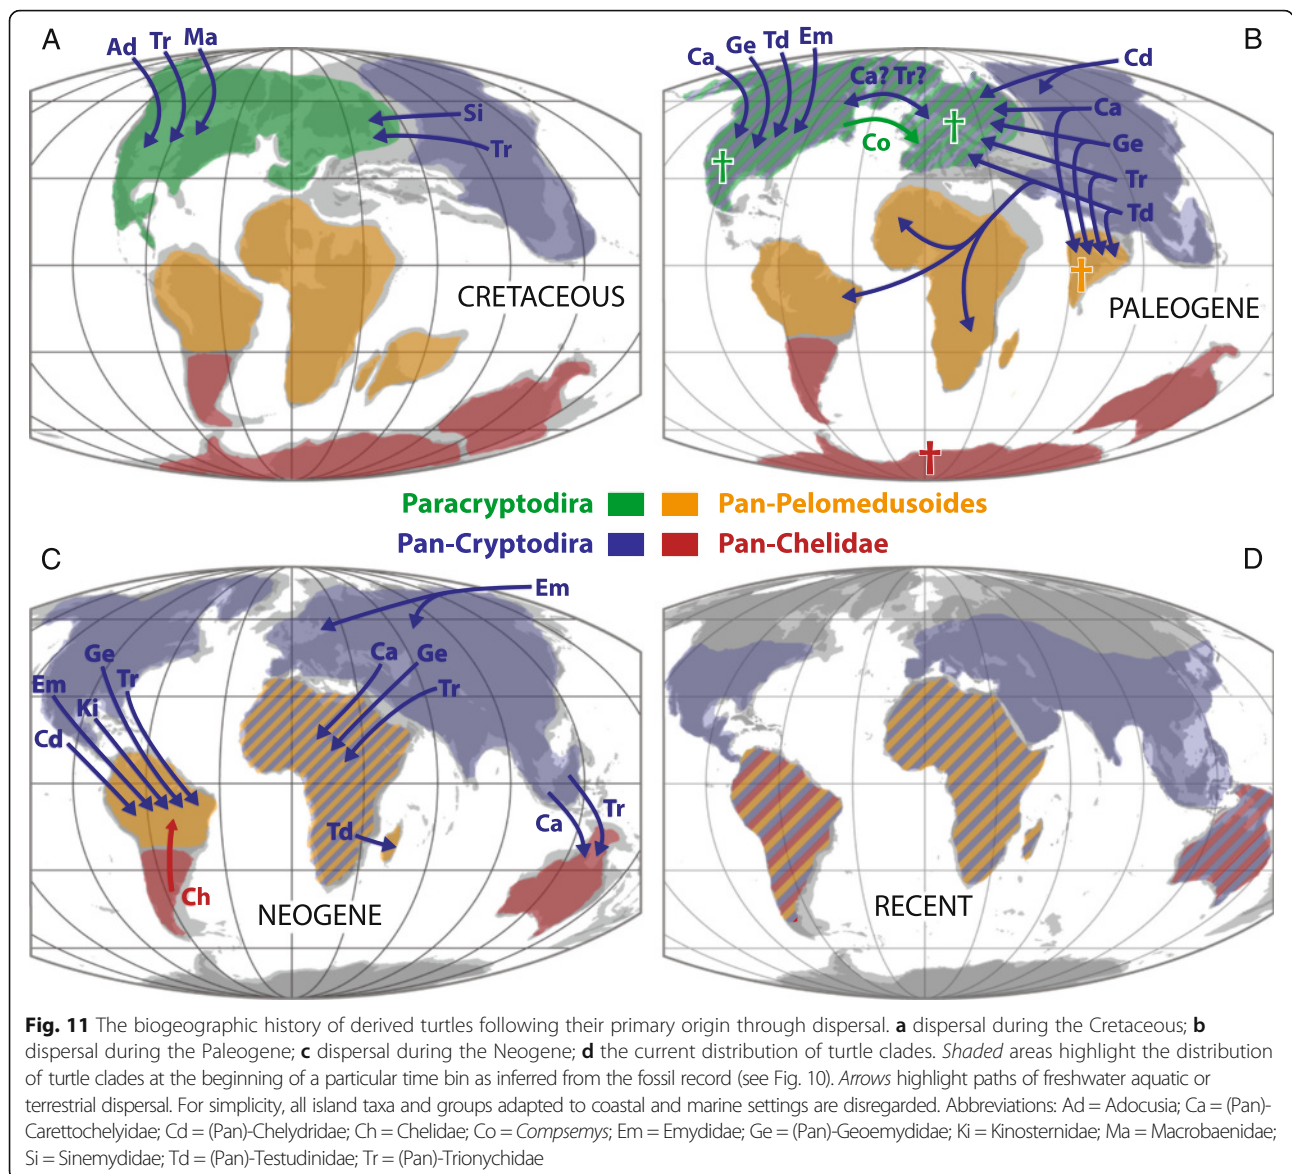 A
Ad Tr Ma
Si
Tr
CRETACEOUS
B
Ca Ge Td Em
Ca? Tr?
Cd
Ca
Co
Ge
Tr
Td
PALEOGENE
Paracryptodira
Pan-Pelomedusoides
Pan-Cryptodira
Pan-Chelidae
C
Em
Ge
Tr
Em
Ki
Cd
Ca
Ge
Tr
Td
Ca
Tr
Ch
NEOGENE
D
RECENT
Fig. 11 The biogeographic history of derived turtles following their primary origin through dispersal. a dispersal during the Cretaceous; b
dispersal during the Paleogene; c dispersal during the Neogene; d the current distribution of turtle clades. Shaded areas highlight the distribution
of turtle clades at the beginning of a particular time bin as inferred from the fossil record (see Fig. 10). Arrows highlight paths of freshwater aquatic or
terrestrial dispersal. For simplicity, all island taxa and groups adapted to coastal and marine settings are disregarded. Abbreviations: Ad = Adocusia; Ca = (Pan)-
Carettochelyidae; Cd = (Pan)-Chelydridae; Ch = Chelidae; Co = Compsemys; Em = Emydidae; Ge = (Pan)-Geoemydidae; Ki = Kinosternidae; Ma = Macrobaenidae;
Si = Sinemydidae; Td = (Pan)-Testudinidae; Tr = (Pan)-Trionychidae